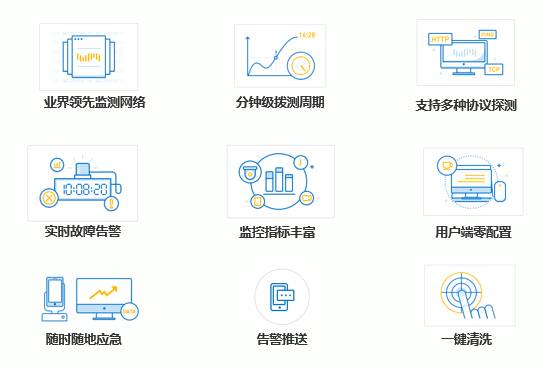 16:28
HTTP
PING
TCP
业界领先监测网络
分钟级拨测周期
支持多种协议探测
10:08:20
实时故障告警
监控指标丰富
用户端零配置
DATA
随时随地应急
告警推送
一键清洗